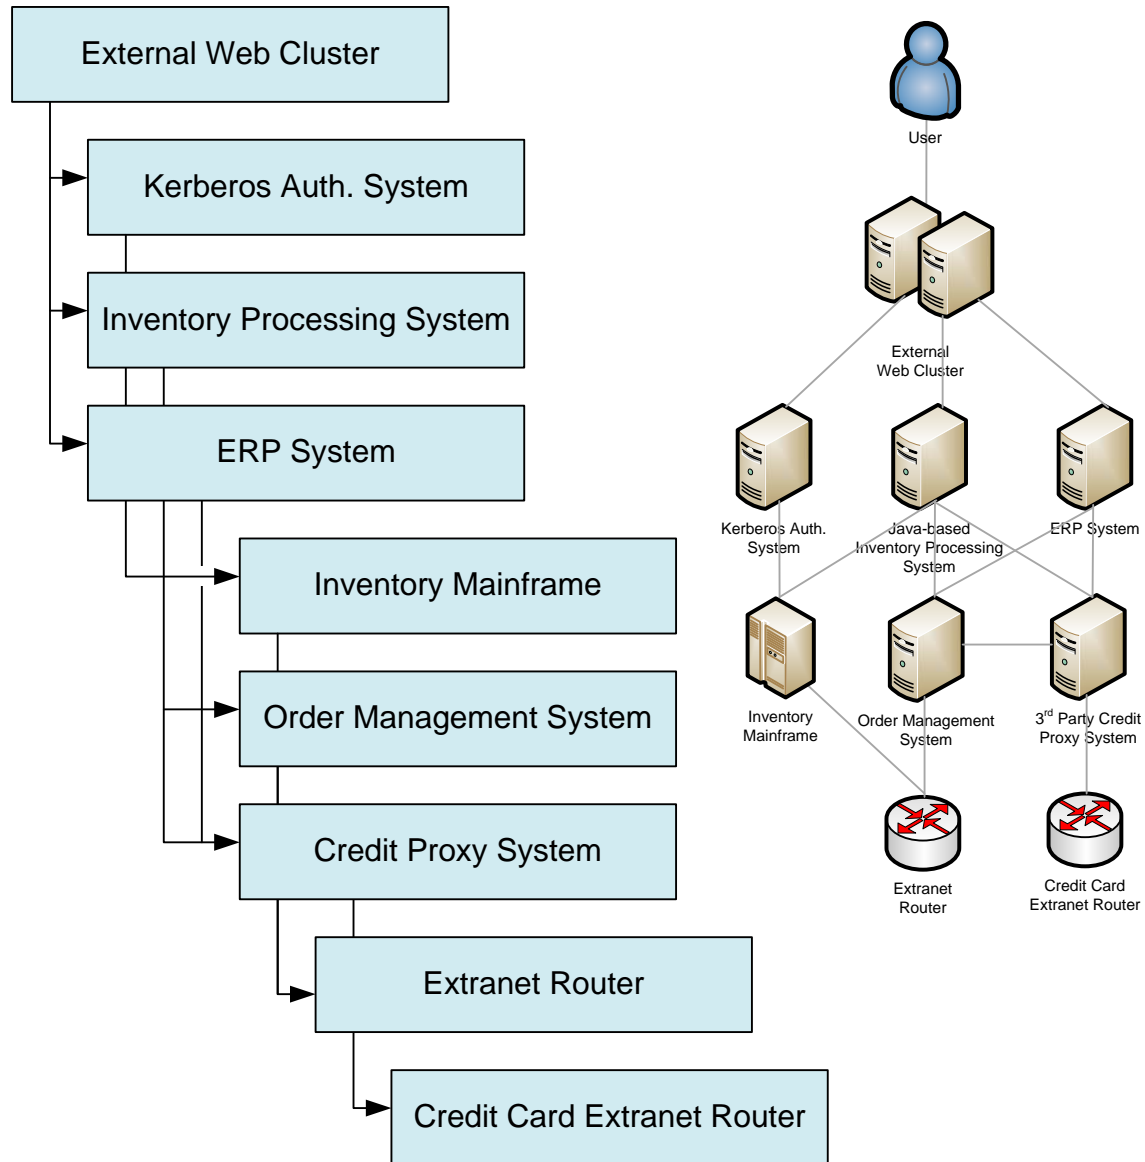 External Web Cluster
Kerberos Auth. System
Inventory Processing System
ERP System
Inventory Mainframe
Order Management System
Credit Proxy System
Extranet Router
Credit Card Extranet Router
User
External
Web Cluster
Kerberos Auth.
System
Java-based
Inventory Processing
System
ERP System
Inventory
Mainframe
Order Management
System
3rd Party Credit
Proxy System
Extranet
Router
Credit Card
Extranet Router